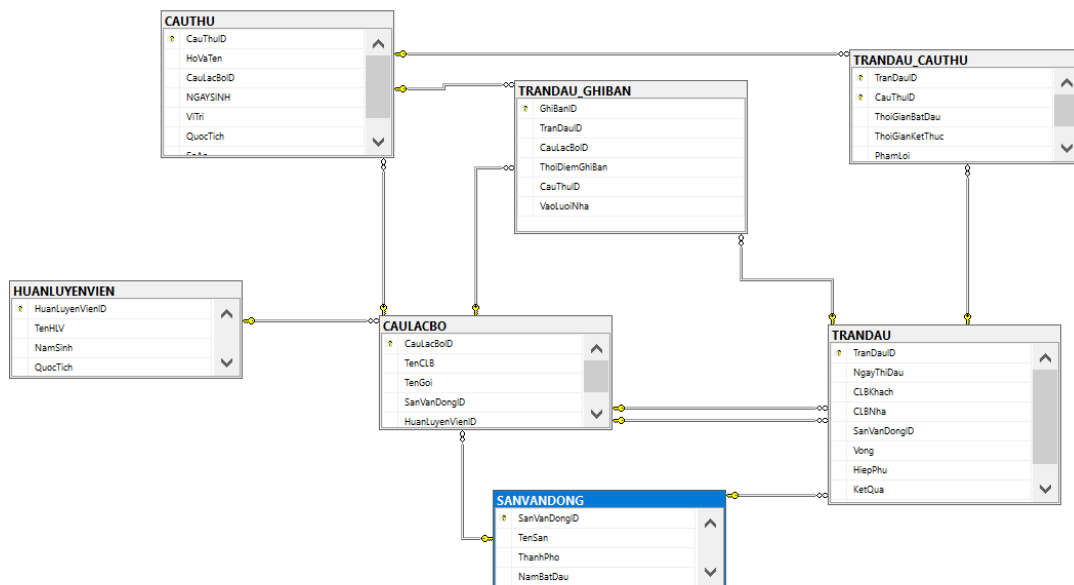 CAUTHU
CauThuID
HoVaTen
CauLacBoID
NGAYSINH
ViTri
QuocTich
TRANDAU_GHIBAN
GhiBanID
TranDauID
CauLacBoID
ThoiDiemGhiBan
CauThuID
VaoLuoiNha
TRANDAU_CAUTHU
TranDauID
CauThuID
ThoiGianBatDau
ThoiGianKetThuc
PhamLoi
HUANLUYENVIEN
HuanLuyenVienID
TenHLV
NamSinh
QuocTich
CAULACBO
CauLacBoID
TenCLB
TenGoi
SanVanDongID
HuanLuyenVienID
TRANDAU
TranDauID
NgayThiDau
CLBKhach
CLBNha
SanVanDongID
Vong
HiepPhu
KetQua
SANVANDONG
SanVanDongID
TenSan
ThanhPho
NamBatDau